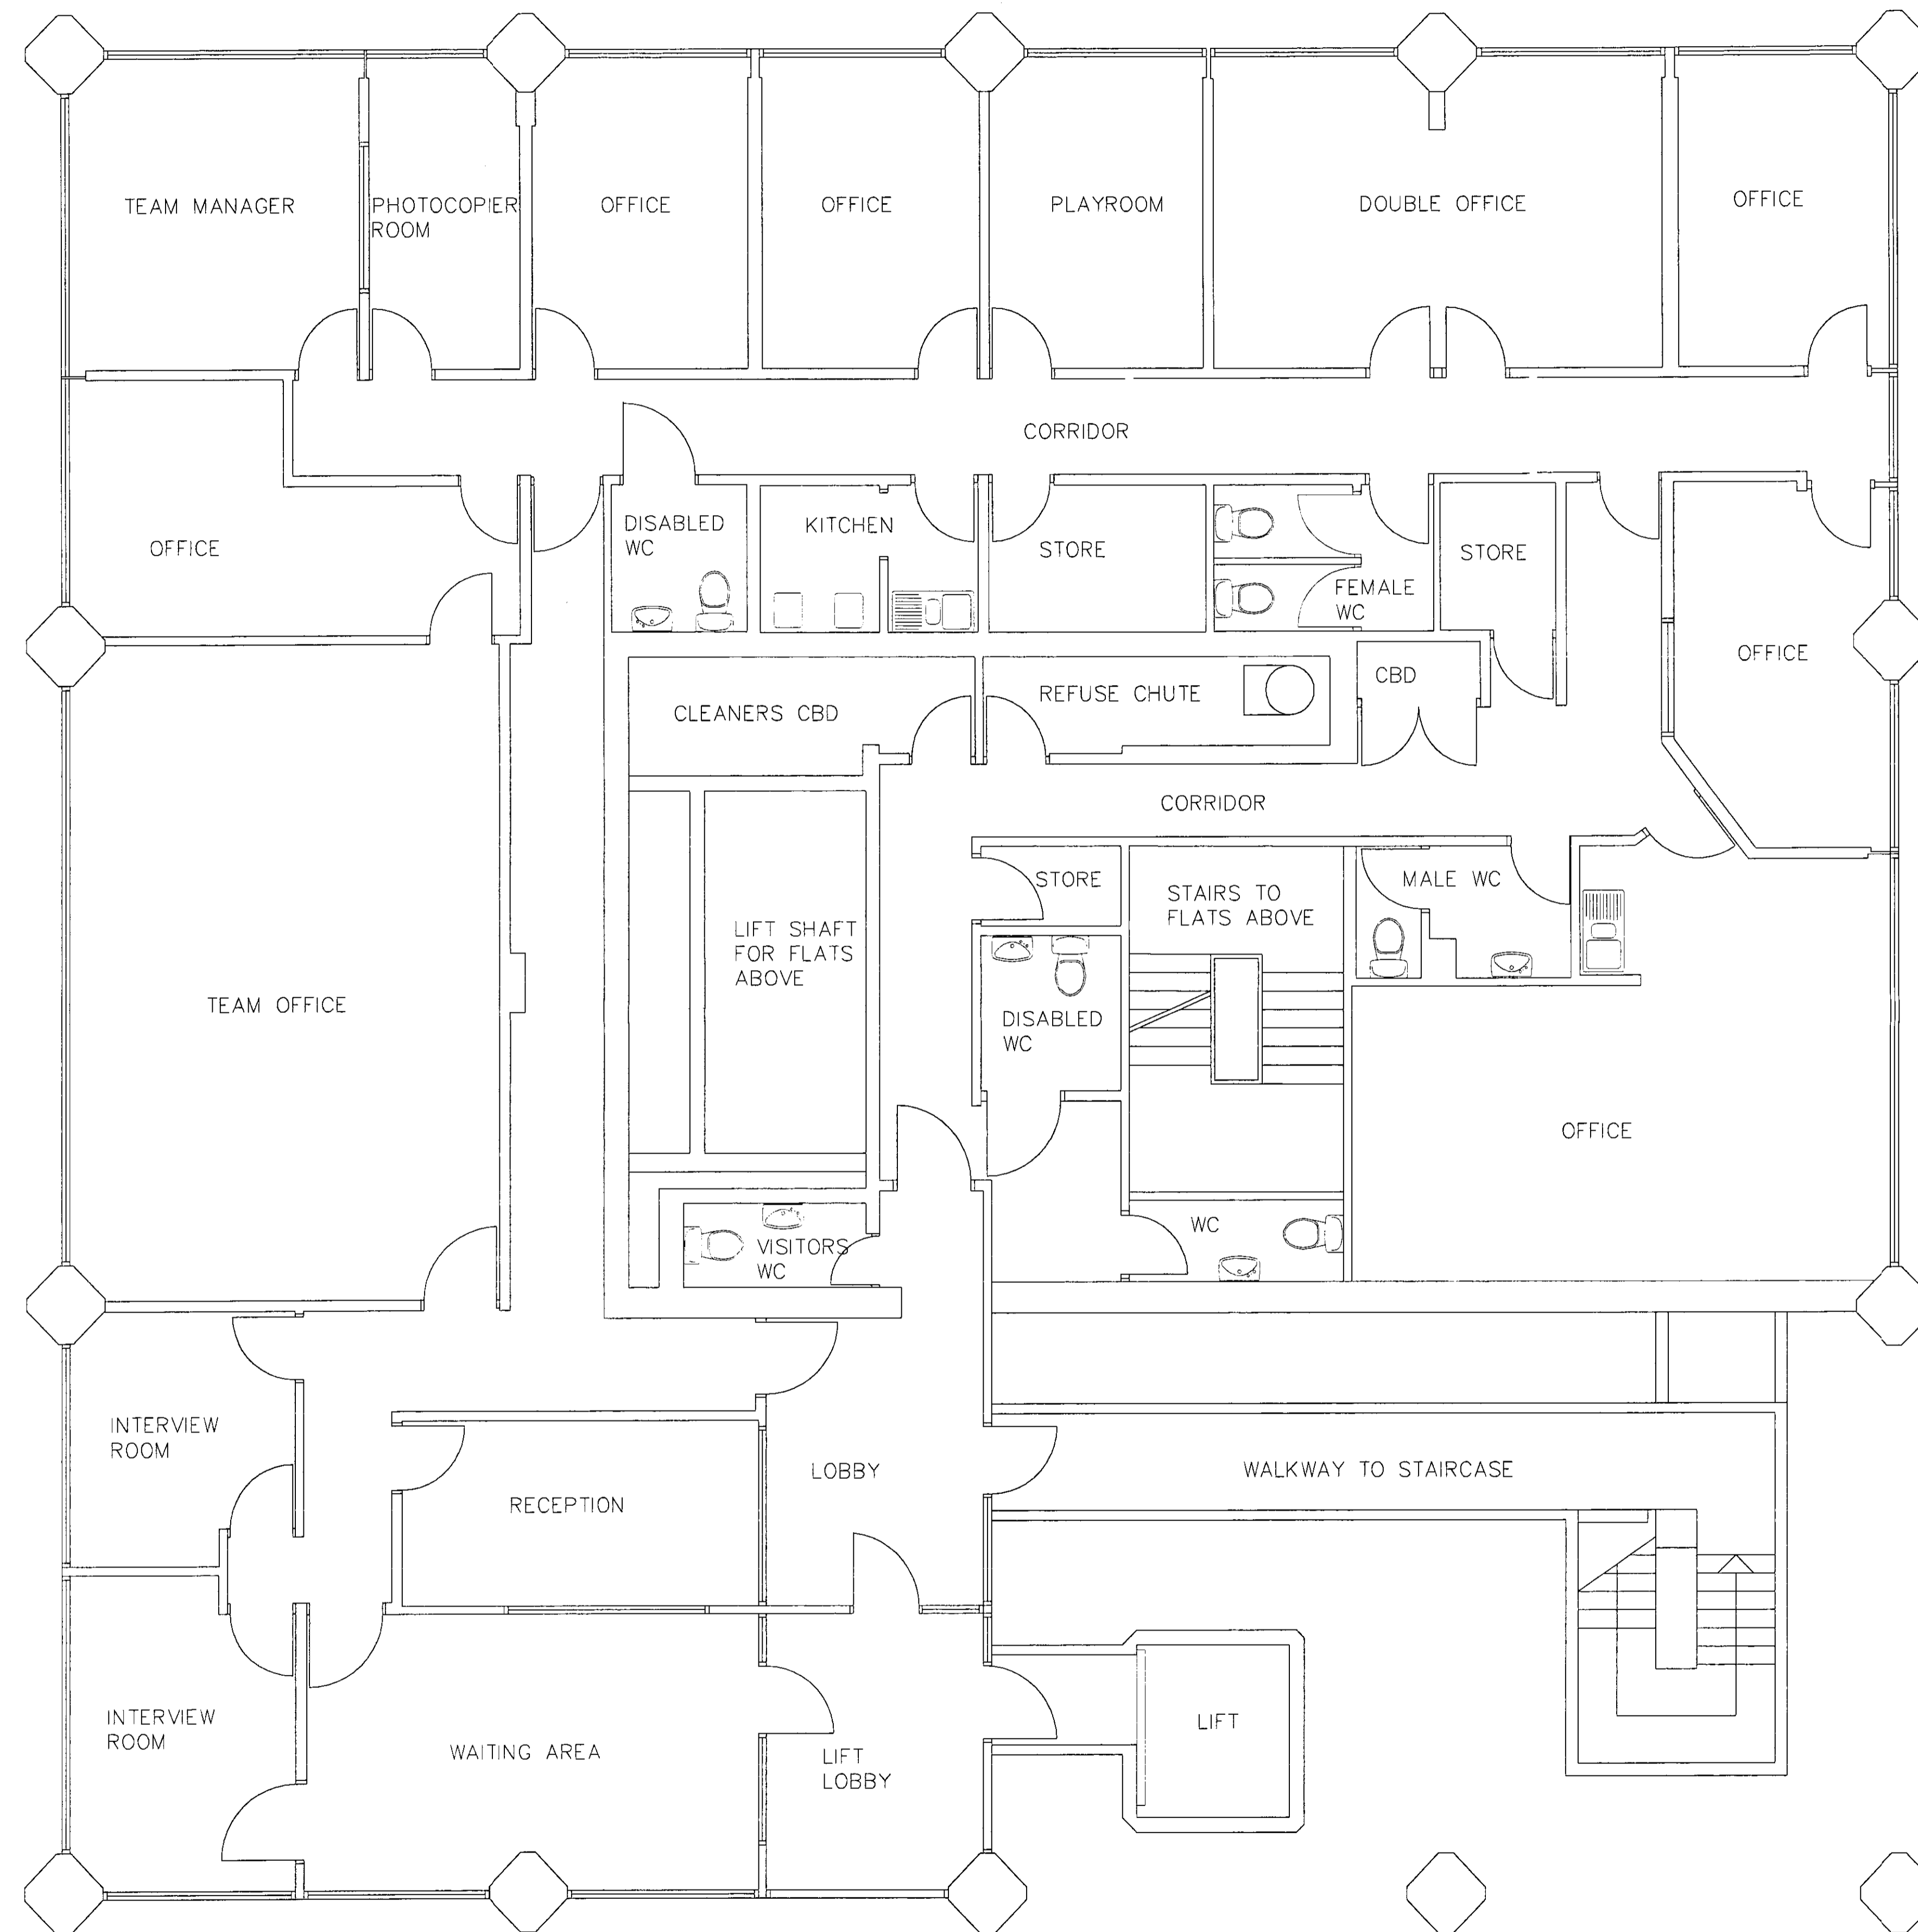 TEAM MANAGER
PHOTOCOPIER
ROOM
OFFICE
OFFICE
PLAYROOM
DOUBLE OFFICE
OFFICE
CORRIDOR
OFFICE
DISABLED
WC
KITCHEN
STORE
FEMALE
WC
STORE
OFFICE
CLEANERS CBD
REFUSE CHUTE
CBD
CORRIDOR
STORE
STAIRS TO
FLATS ABOVE
MALE WC
LIFT SHAFT
FOR FLATS
ABOVE
TEAM OFFICE
DISABLED
WC
OFFICE
VISITORS
WC
WC
INTERVIEW
ROOM
RECEPTION
LOBBY
WALKWAY TO STAIRCASE
INTERVIEW
ROOM
WAITING AREA
LIFT
LOBBY
LIFT